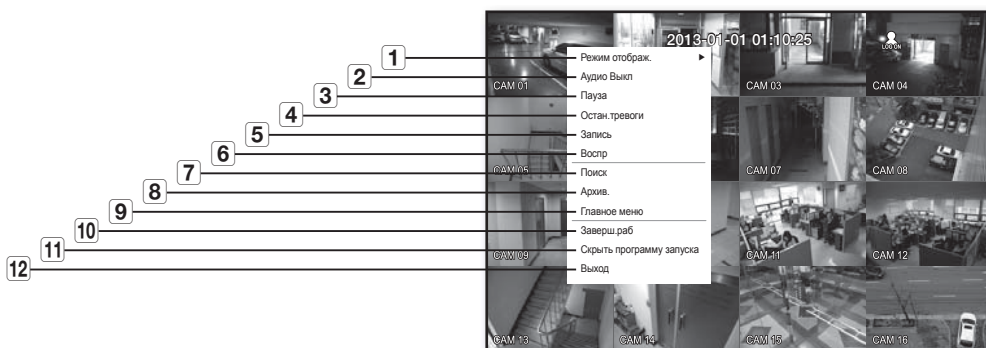 2013-01-01 01:10:25
LOG ON
CAM 01
CAM 03
CAM 04
1 Режим отображ.
2 Аудио Выкл
3 Пауза
4 Остан.тревоги
5 Запись
6 Воспр
7 Поиск
8 Архив.
9 Главное меню
10 Заверш.раб
11 Скрыть программу запуска
12 Выход
CAM 05
CAM 07
CAM 08
CAM 09
CAM 11
CAM 12
CAM 13
CAM 14
CAM 15
CAM 16